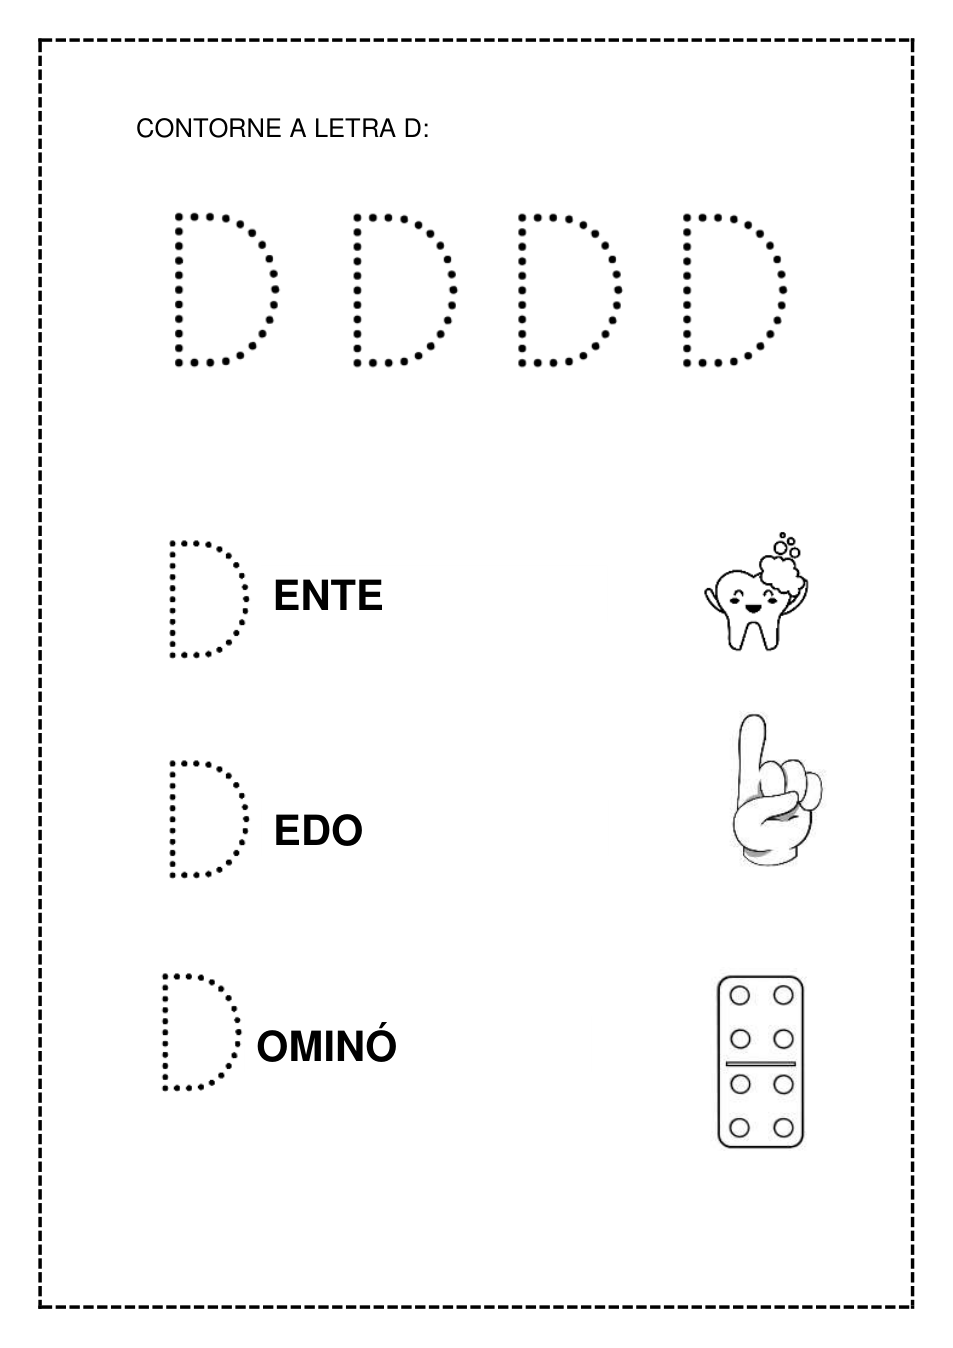 CONTORNE A LETRA D:
D D D D
DENTE
DEDO
DOMINÓ